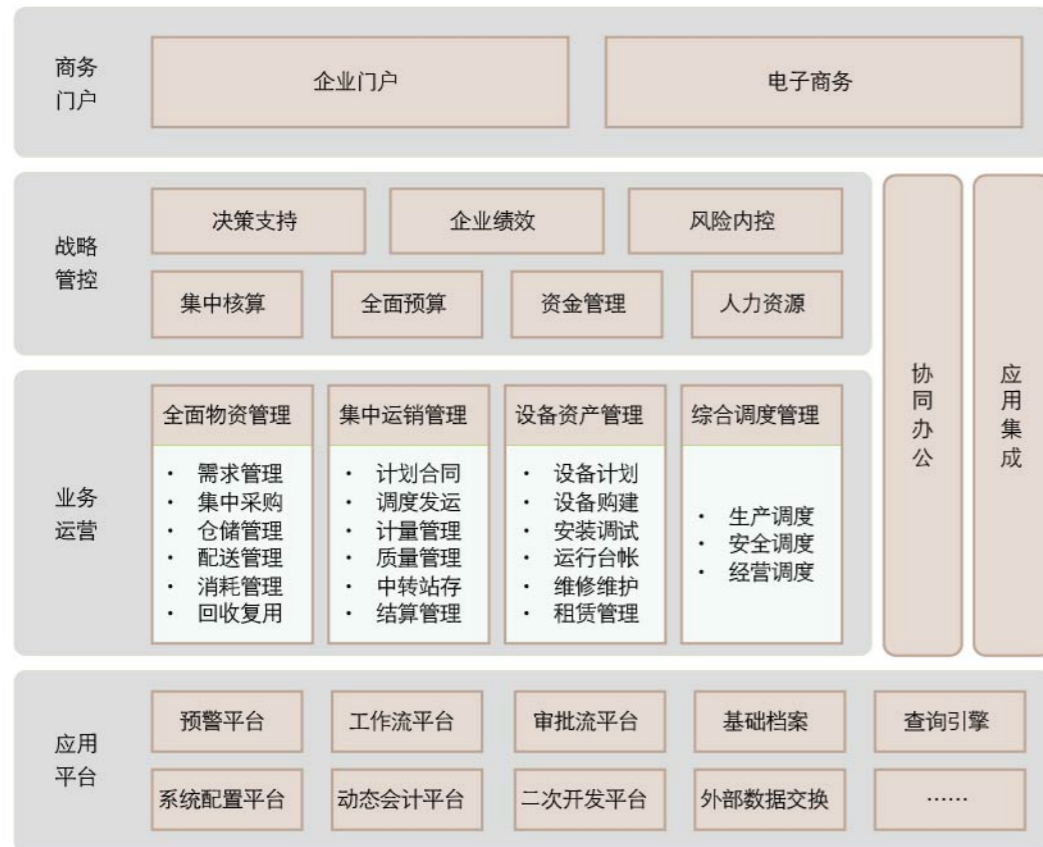 商务
门户
企业门户
电子商务
战略
管控
决策支持
企业绩效
风险内控
集中核算
全面预算
资金管理
人力资源
协
同
办
公
应
用
集
成
业务
运营
全面物资管理
• 需求管理
• 集中采购
• 仓储管理
• 配送管理
• 消耗管理
• 回收复用
集中运销管理
• 计划合同
• 调度发运
• 计量管理
• 质量管理
• 中转站存
• 结算管理
设备资产管理
• 设备计划
• 设备购建
• 安装调试
• 运行台帐
• 维修维护
• 租赁管理
综合调度管理
• 生产调度
• 安全调度
• 经营调度
应用
平台
预警平台
工作流平台
审批流平台
基础档案
查询引擎
系统配置平台
动态会计平台
二次开发平台
外部数据交换
……